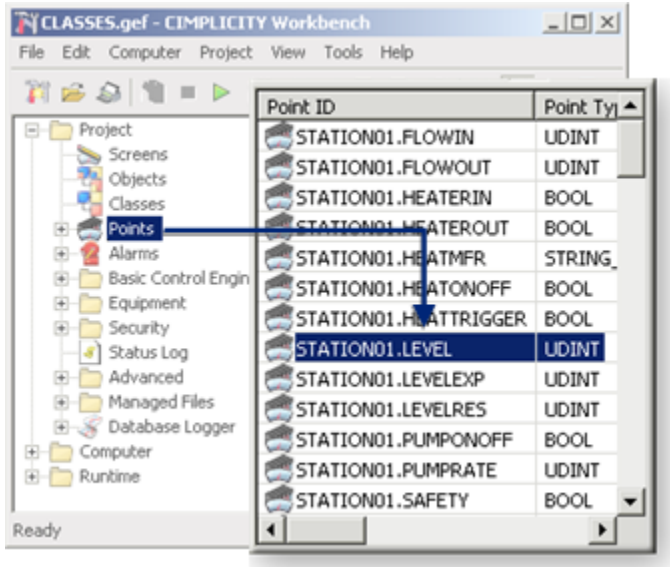 CLASSES.gef - CIMPLICITY Workbench
File Edit Computer Project View Tools Help
Project
Screens
Objects
Classes
Points
Alarms
Basic Control Engin
Equipment
Security
Status Log
Advanced
Managed Files
Database Logger
Computer
Runtime
Ready
Point ID Point Ty
STATION01.FLOWIN UDINT
STATION01.FLOWOUT UDINT
STATION01.HEATERIN BOOL
STATION01.HEATEROUT BOOL
STATION01.HEATMFR STRING_
STATION01.HEATONOFF BOOL
STATION01.HEATTRIGGER BOOL
STATION01.LEVEL UDINT
STATION01.LEVELEXP UDINT
STATION01.LEVELRES UDINT
STATION01.PUMPONOFF BOOL
STATION01.PUMPRATE UDINT
STATION01.SAFETY BOOL